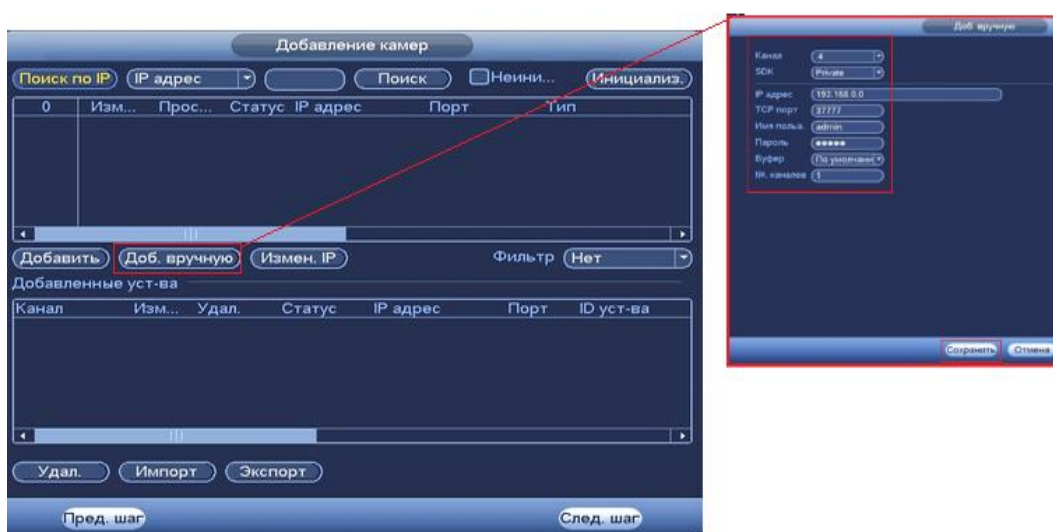 Добавление камер
Поиск по IP IP адрес Поиск Неини... Инициализ.
0 Изм... Прос... Статус IP адрес Порт Тип
Добавить Доб. вручную Измен. IP Фильтр Нет
Добавленные уст-ва
Канал Изм... Удал. Статус IP адрес Порт ID уст-ва
Удал. Импорт Экспорт
Пред. шаг След. шаг
Доб. вручную
Канал 4
SDK Private
IP адрес 192.168.0.0
TCP порт 37777
Имя польз. admin
Пароль
Буфер По умолчани
каналов 1
Сохранить Отмена